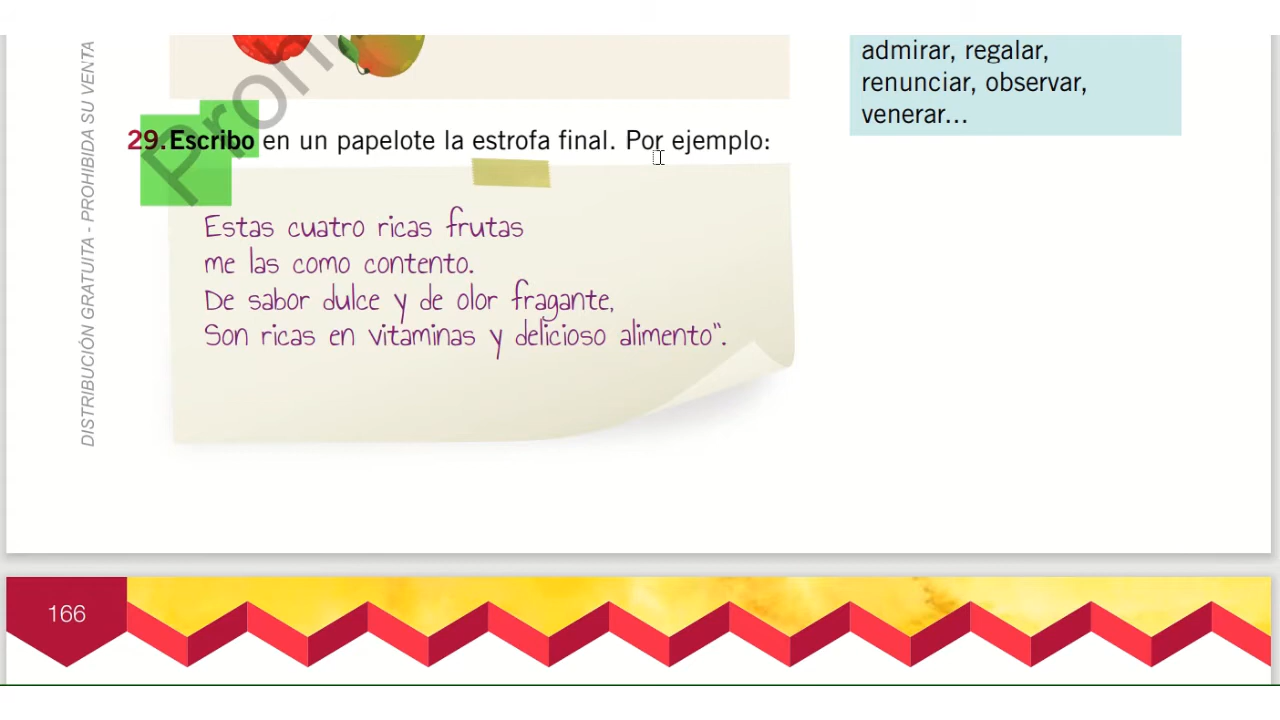 admirar, regalar,
renunciar, observar,
venerar...
DISTRIBUCIÓN GRATUITA - PROHIBIDA SU VENTA
29. Escribo en un papelote la estrofa final. Por ejemplo:
Estas cuatro ricas frutas
me las como contento.
De sabor dulce y de olor fragante,
Son ricas en vitaminas y delicioso alimento".
166